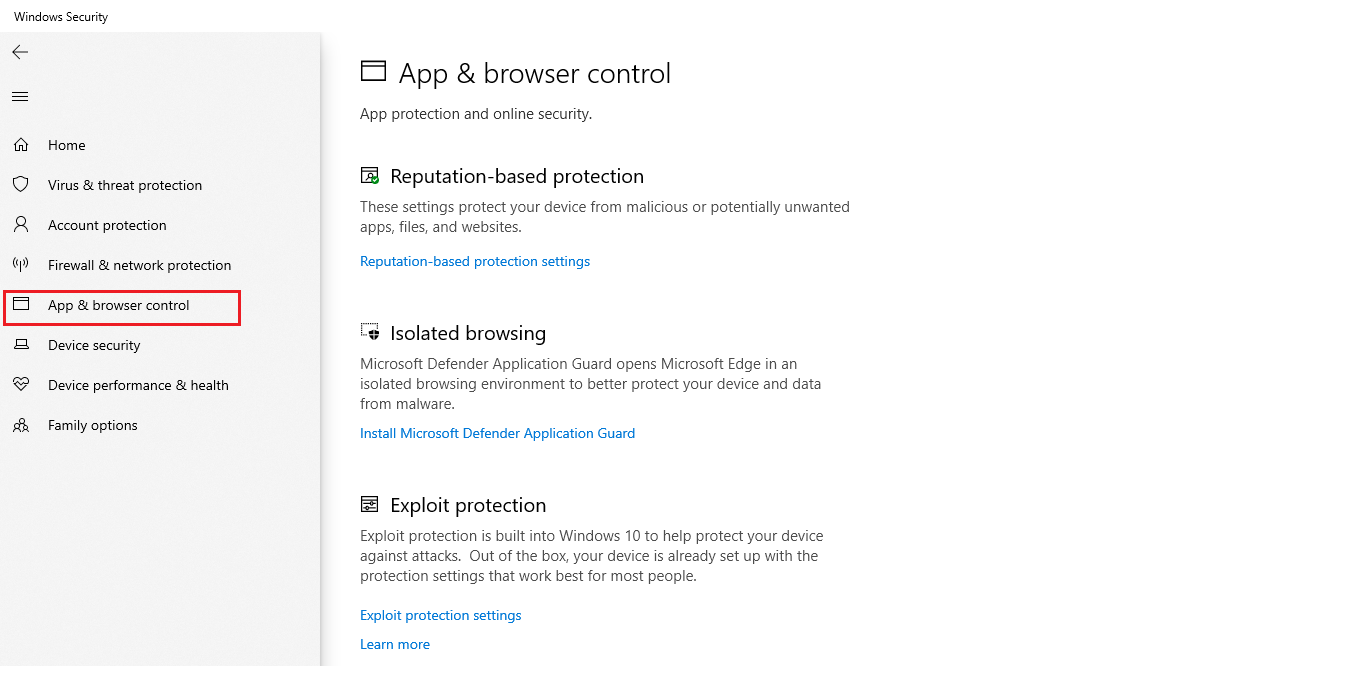 Windows Security
Home
Virus & threat protection
Account protection
Firewall & network protection
App & browser control
Device security
Device performance & health
Family options
App & browser control
App protection and online security.
Reputation-based protection
These settings protect your device from malicious or potentially unwanted
apps, files, and websites.
Reputation-based protection settings
Isolated browsing
Microsoft Defender Application Guard opens Microsoft Edge in an
isolated browsing environment to better protect your device and data
from malware.
Install Microsoft Defender Application Guard
Exploit protection
Exploit protection is built into Windows 10 to help protect your device
against attacks.  Out of the box, your device is already set up with the
protection settings that work best for most people.
Exploit protection settings
Learn more